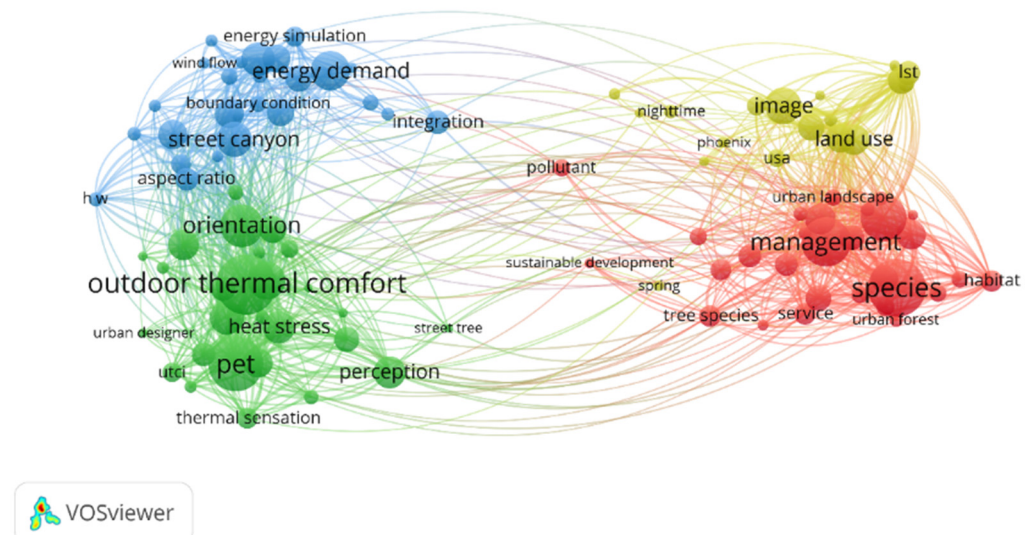 energy simulation
wind flow
energy demand
boundary condition
integration
street canyon
aspect ratio
h w
orientation
outdoor thermal comfort
urban designer
heat stress
street tree
utci
pet
perception
thermal sensation
pollutant
sustainable development
spring
lst
nighttime
image
phoenix
land use
usa
urban landscape
management
species
habitat
tree species
service
urban forest
VOSviewer